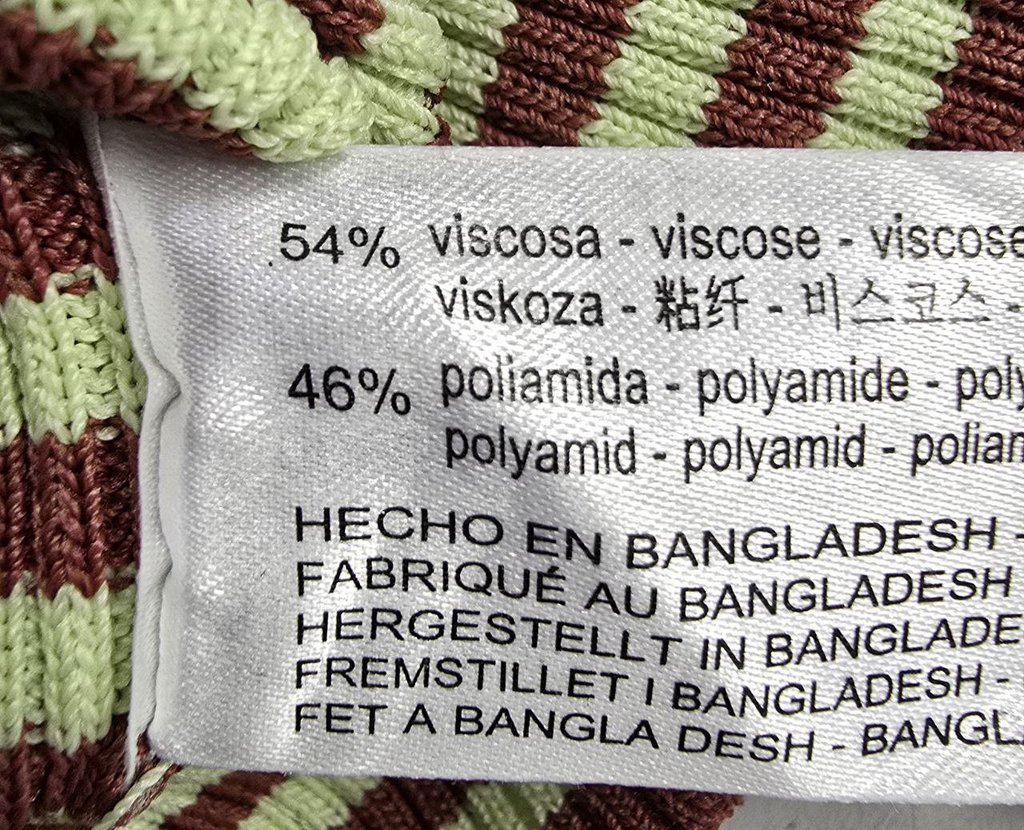 54% viscosa - viscose - viscose
viskoza - 粘纤 - 비스코스 -
46% poliamida - polyamide - poly
polyamid - polyamid - polian
HECHO EN BANGLADESH -
FABRIQUÉ AU BANGLADESH
HERGESTELLT IN BANGLADE
FREMSTILLET I BANGLADESH -
FET A BANGLA DESH - BANGL